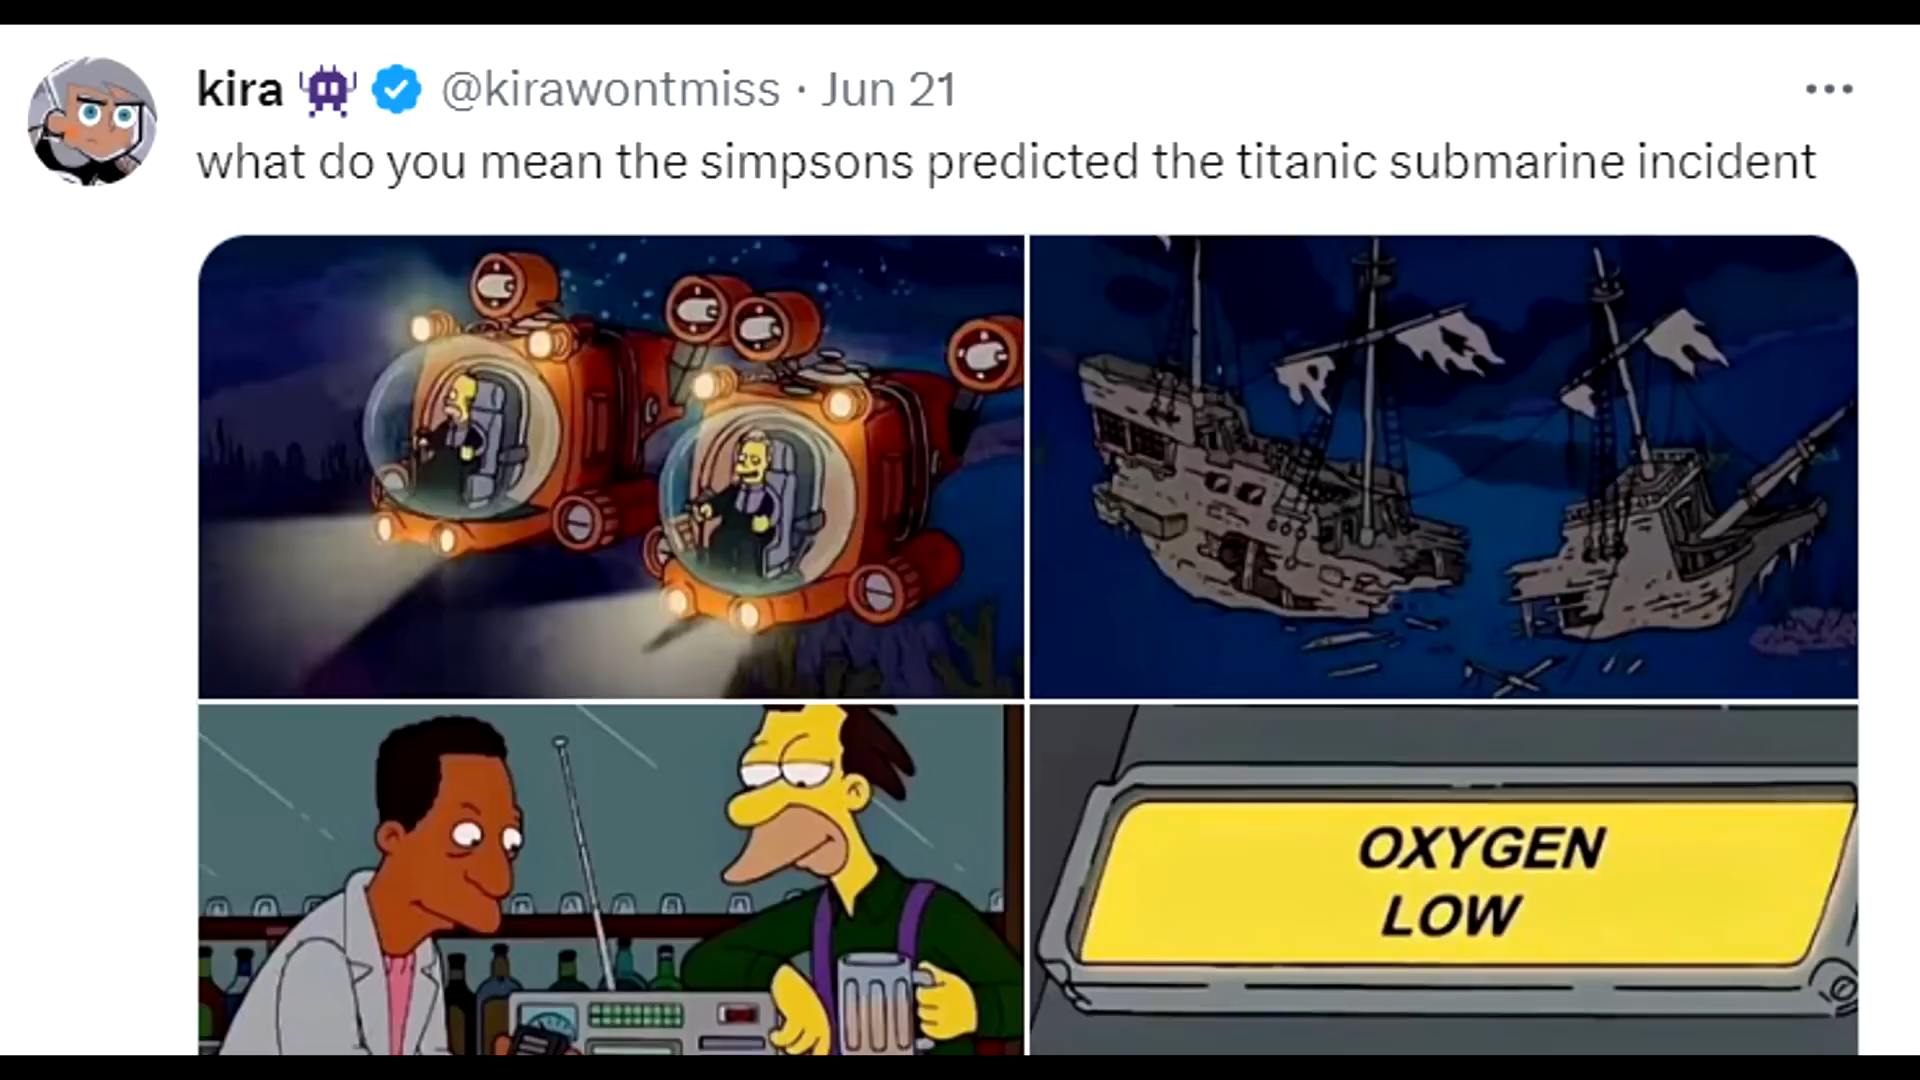 kira @kirawontmiss · Jun 21
what do you mean the simpsons predicted the titanic submarine incident
OXYGEN
LOW